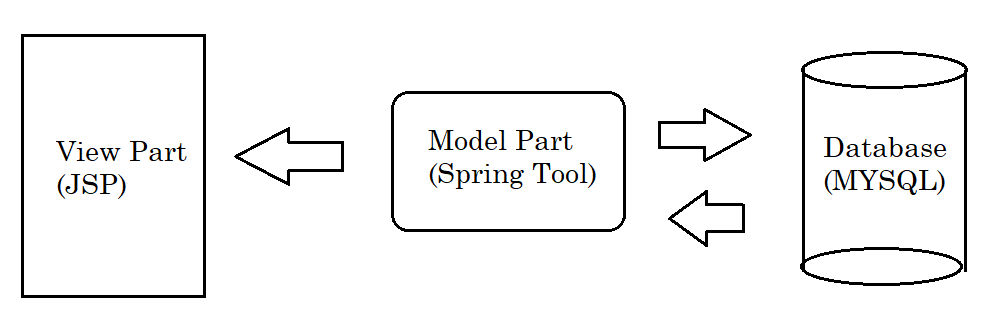 View Part
(JSP)
Model Part
(Spring Tool)
Database
(MYSQL)